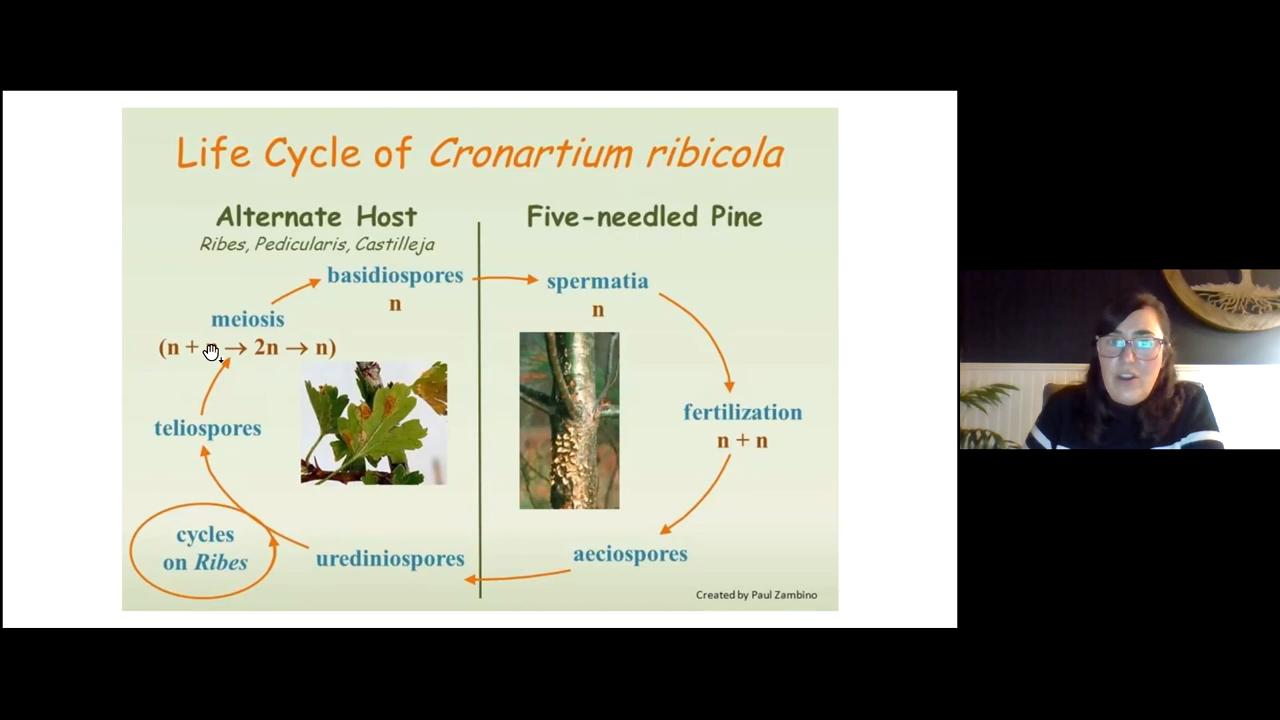 Life Cycle of Cronartium ribicola
Alternate Host
Ribes, Pedicularis, Castilleja
Five-needled Pine
basidiospores
n
spermatia
n
meiosis
(n + → 2n → n)
teliospores
fertilization
n + n
cycles
on Ribes
urediniospores
aeciospores
Created by Paul Zambino